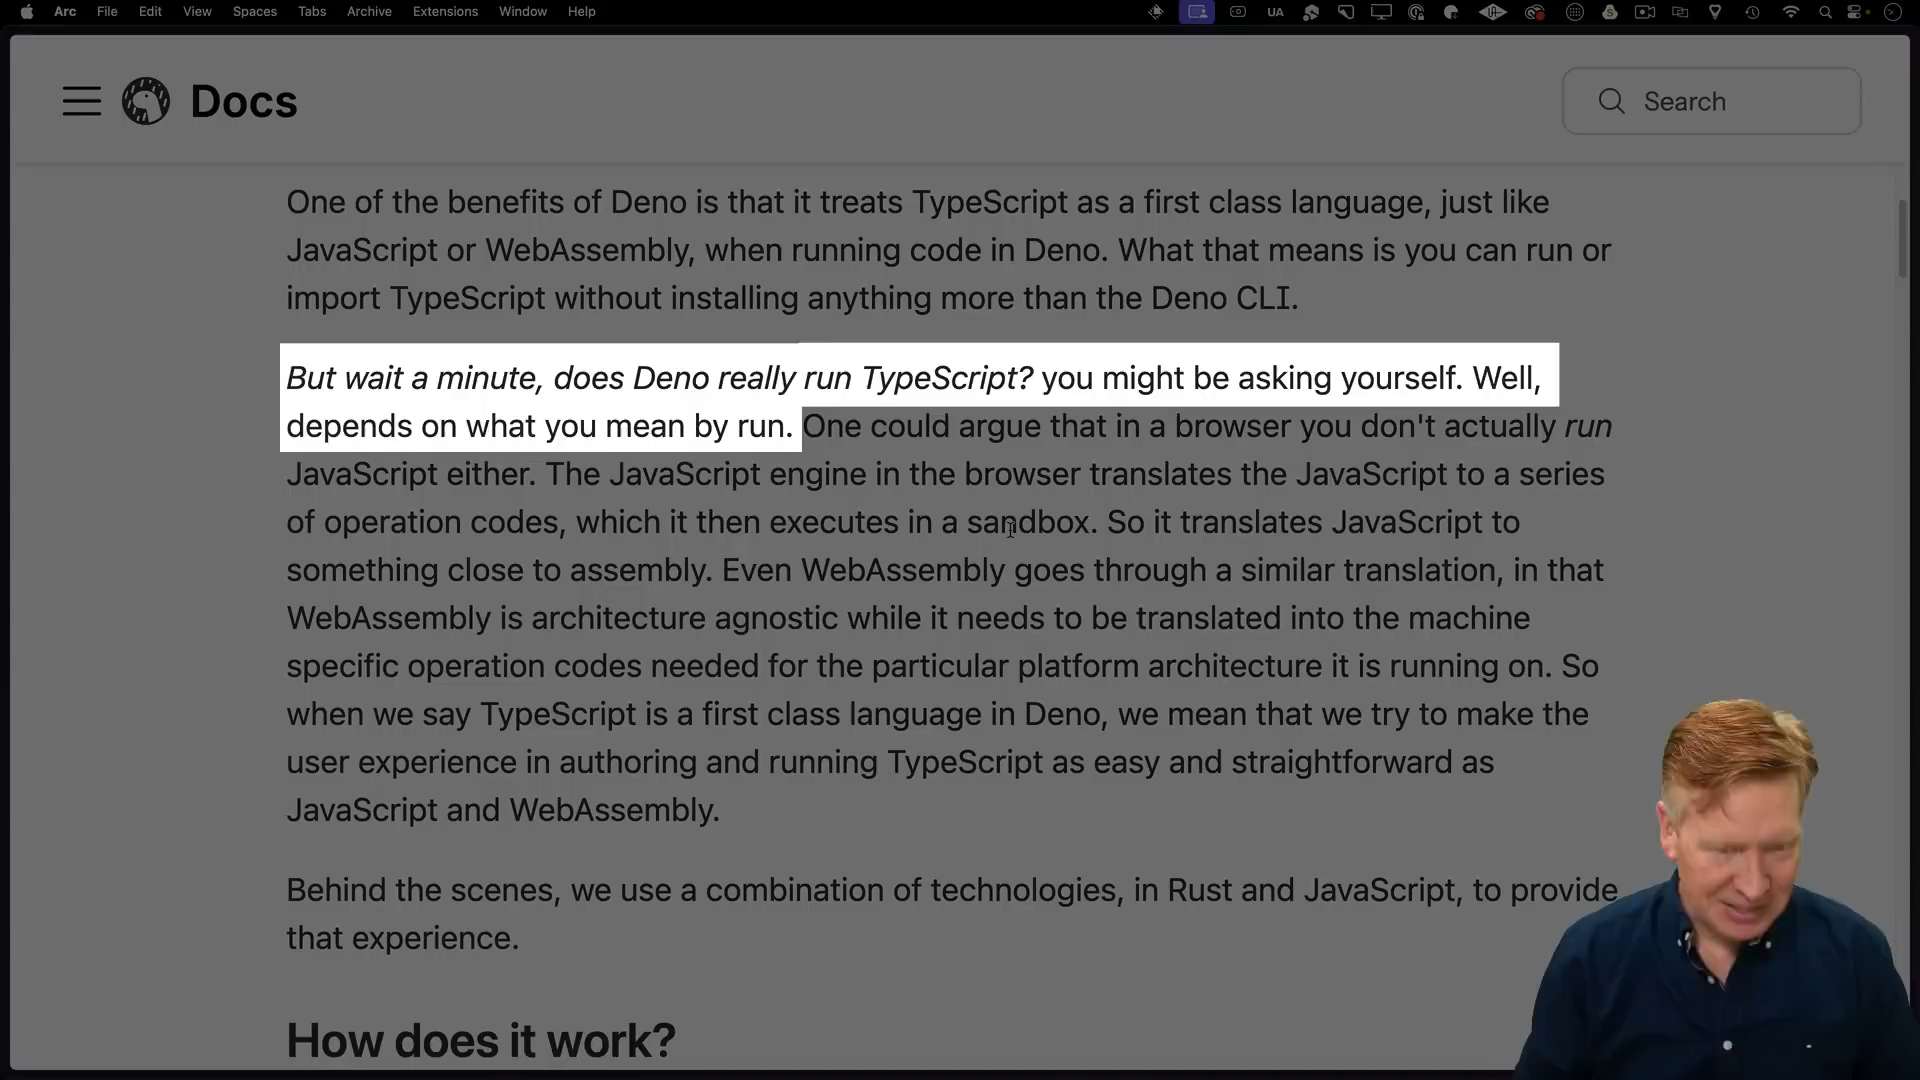 Arc File Edit View Spaces Tabs Archive Extensions Window Help UA
Docs
Search
One of the benefits of Deno is that it treats TypeScript as a first class language, just like
JavaScript or WebAssembly, when running code in Deno. What that means is you can run or
import TypeScript without installing anything more than the Deno CLI.
But wait a minute, does Deno really run TypeScript? you might be asking yourself. Well,
depends on what you mean by run. One could argue that in a browser you don't actually run
JavaScript either. The JavaScript engine in the browser translates the JavaScript to a series
of operation codes, which it then executes in a sandbox. So it translates JavaScript to
something close to assembly. Even WebAssembly goes through a similar translation, in that
WebAssembly is architecture agnostic while it needs to be translated into the machine
specific operation codes needed for the particular platform architecture it is running on. So
when we say TypeScript is a first class language in Deno, we mean that we try to make the
user experience in authoring and running TypeScript as easy and straightforward as
JavaScript and WebAssembly.
Behind the scenes, we use a combination of technologies, in Rust and JavaScript, to provide
that experience.
How does it work?